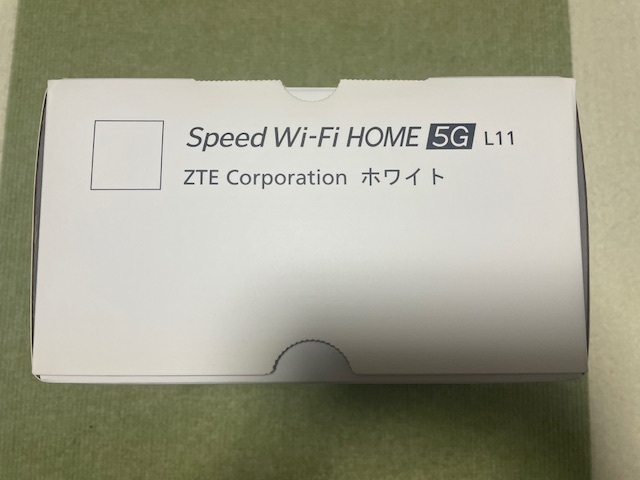 Speed Wi-Fi HOME 5G L11
ZTE Corporation ホワイト